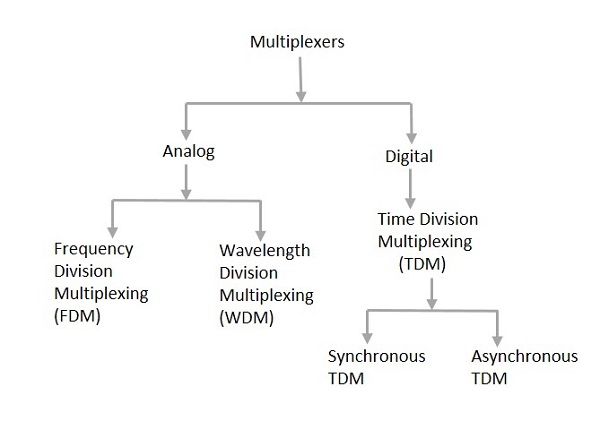 Multiplexers
Analog
Digital
Frequency
Division
Multiplexing
(FDM)
Wavelength
Division
Multiplexing
(WDM)
Time Division
Multiplexing
(TDM)
Synchronous
TDM
Asynchronous
TDM